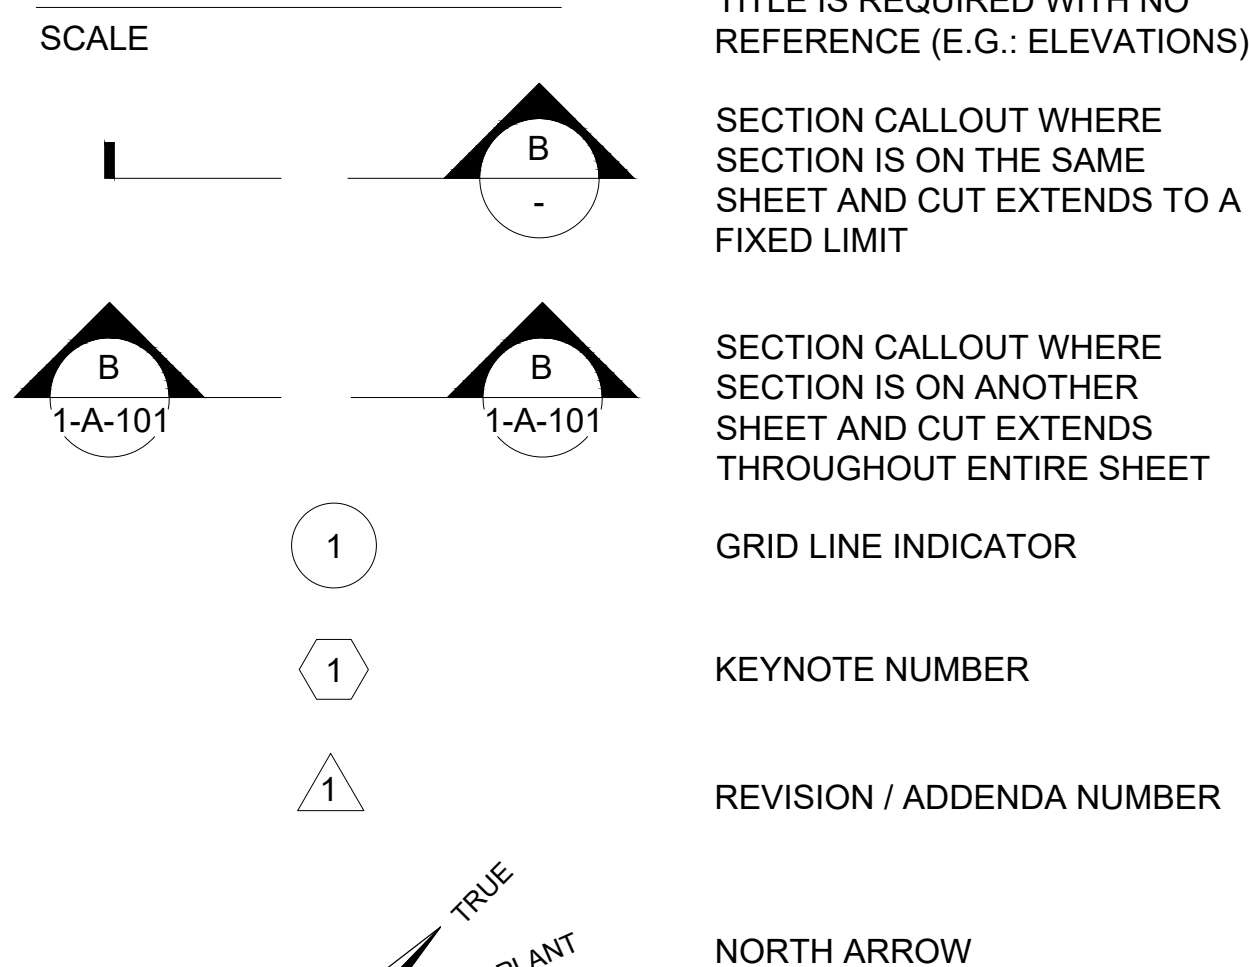 TITLE IS REQUIRED WITH NO
SCALE
REFERENCE (E.G.: ELEVATIONS)
B
-
SECTION CALLOUT WHERE
SECTION IS ON THE SAME
SHEET AND CUT EXTENDS TO A
FIXED LIMIT
B
1-A-101
B
1-A-101
SECTION CALLOUT WHERE
SECTION IS ON ANOTHER
SHEET AND CUT EXTENDS
THROUGHOUT ENTIRE SHEET
1
GRID LINE INDICATOR
1
KEYNOTE NUMBER
1
REVISION / ADDENDA NUMBER
TRUE
PLANT
NORTH ARROW